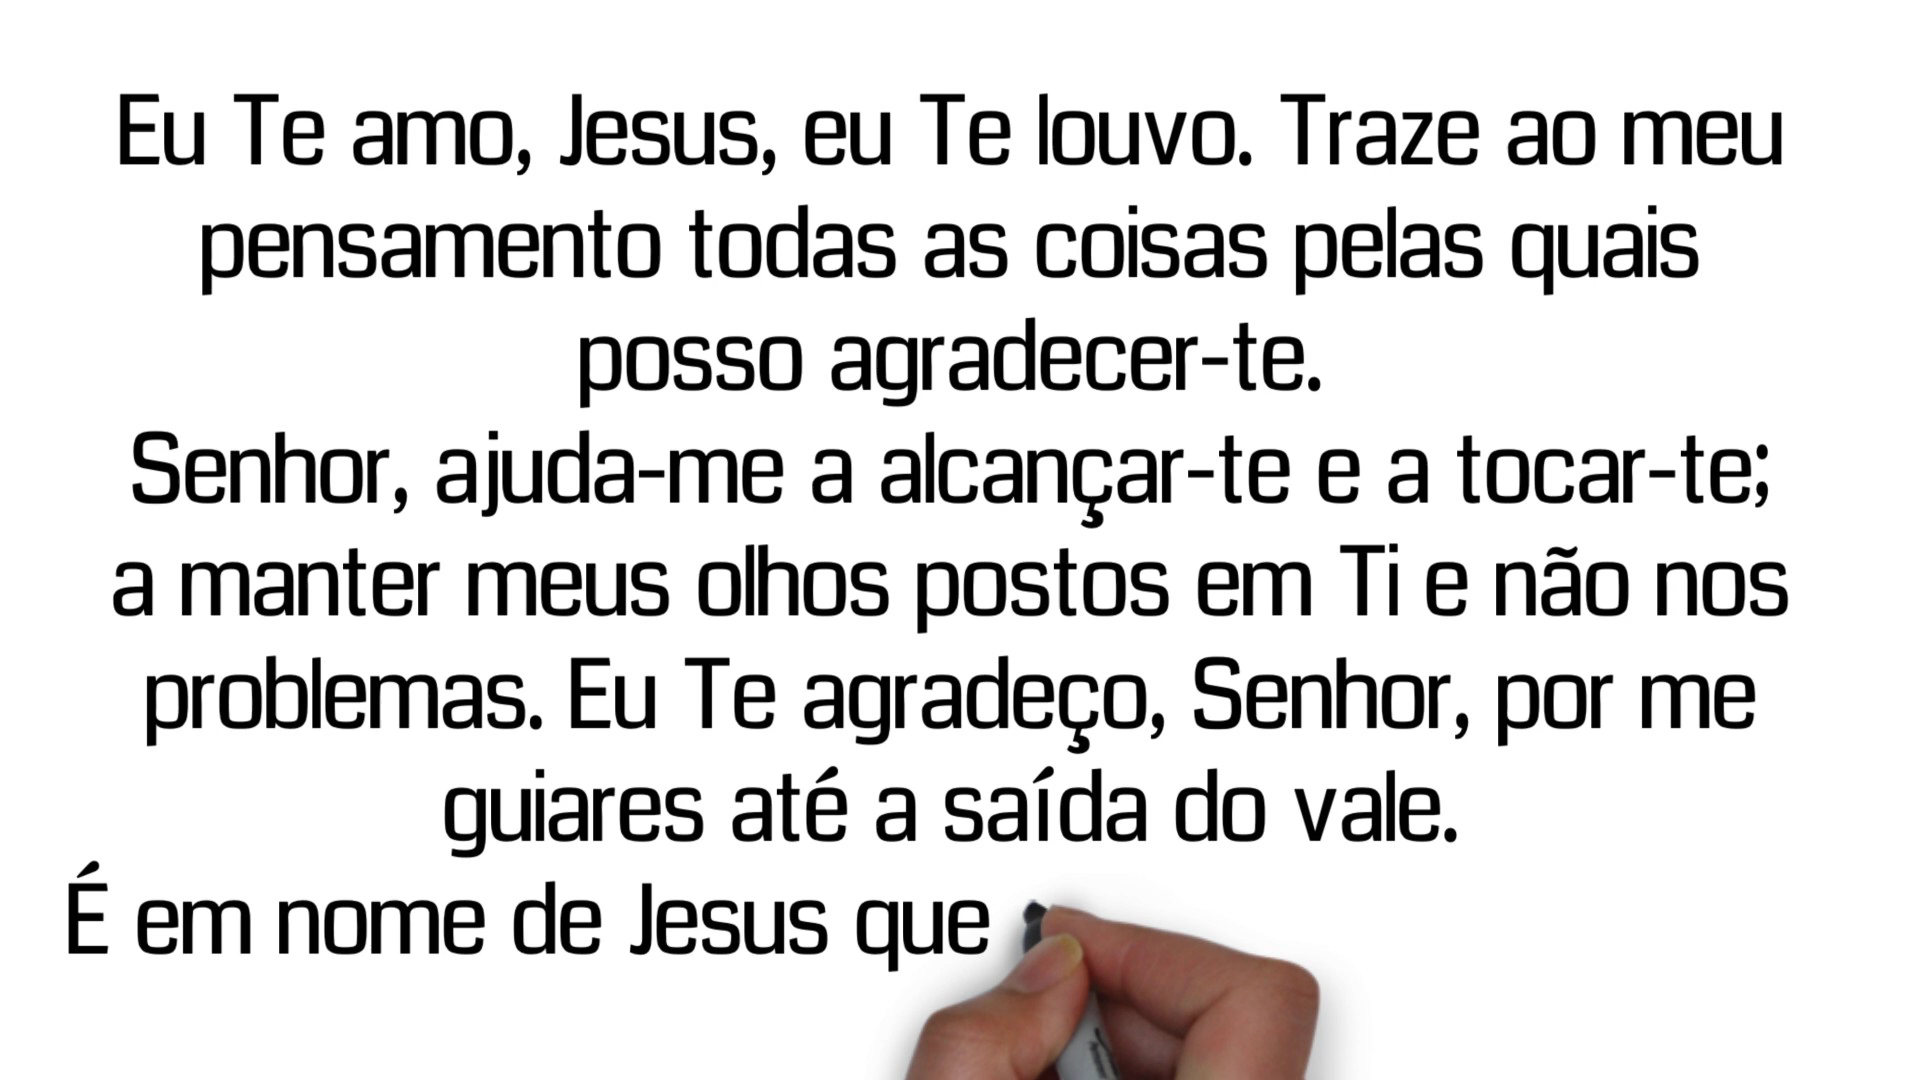 Eu Te amo, Jesus, eu Te louvo. Traze ao meu
pensamento todas as coisas pelas quais
posso agradecer-te.
Senhor, ajuda-me a alcançar-te e a tocar-te;
a manter meus olhos postos em Ti e não nos
problemas. Eu Te agradeço, Senhor, por me
guiares até a saída do vale.
É em nome de Jesus que